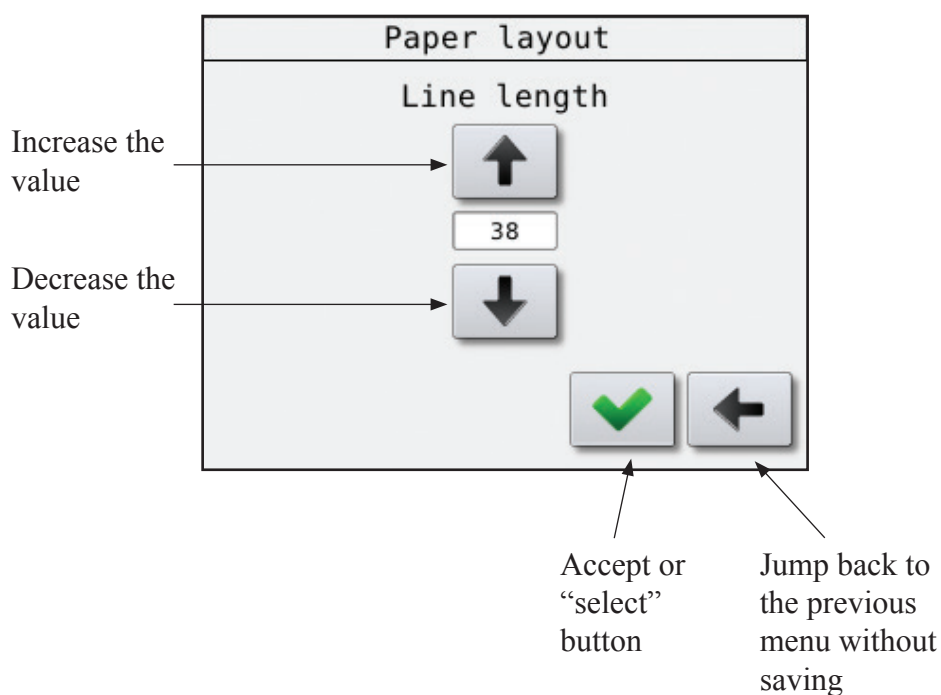 Paper layout
Line length
Increase the
value
38
Decrease the
value
Accept or
“select”
button
Jump back to
the previous
menu without
saving